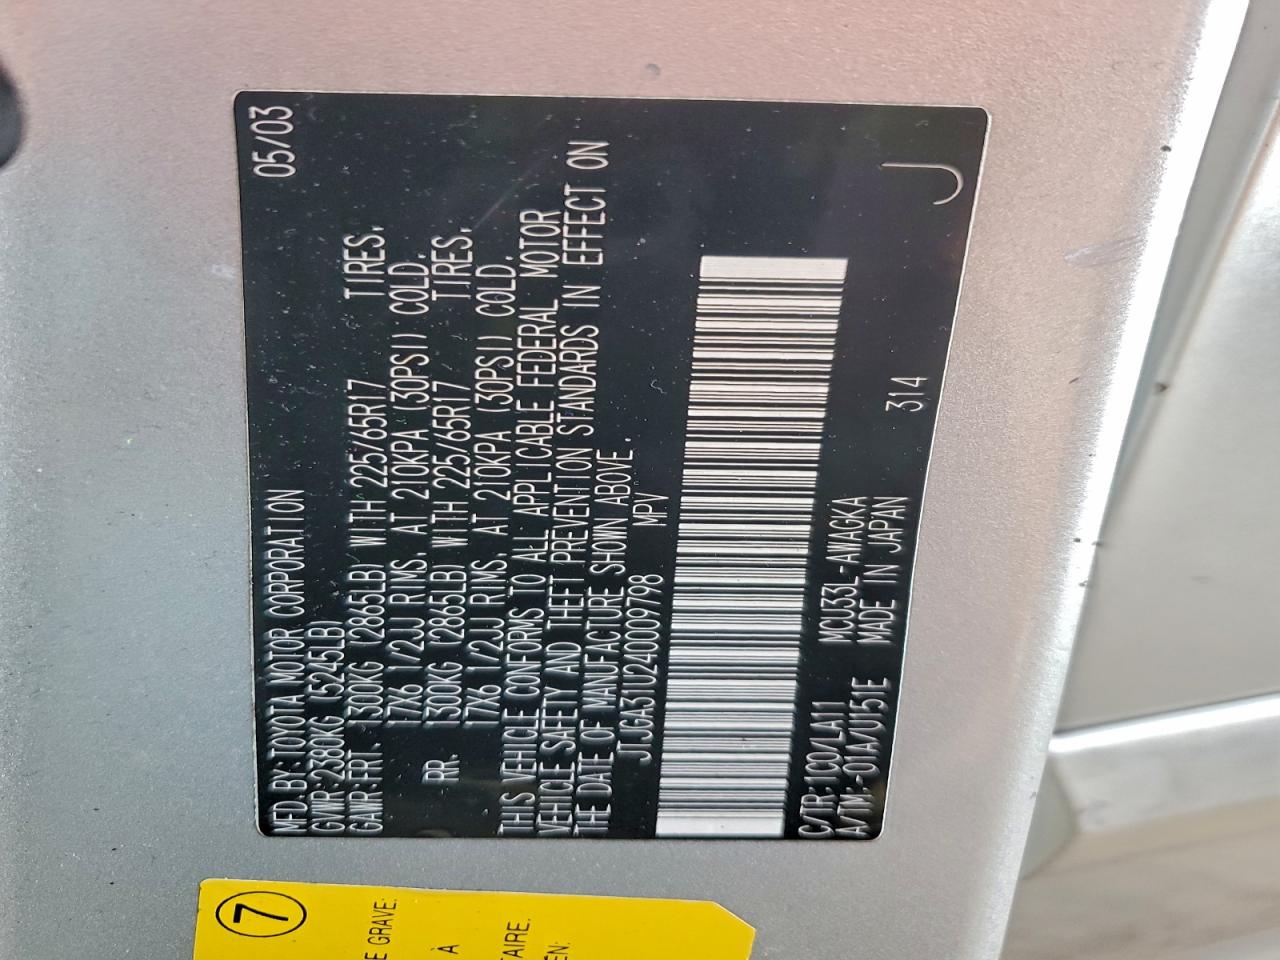 MFD. BY: TOYOTA MOTOR CORPORATION 05/03
GVWR: 2380KG (5245LB)
GAWR: FRT. 1300KG (2865LB) WITH 225/65R17 TIRES,
17X6 1/2JJ RIMS, AT 210KPA (30PSI) COLD.
RR. 1300KG (2865LB) WITH 225/65R17 TIRES,
17X6 1/2JJ RIMS, AT 210KPA (30PSI) COLD.
THIS VEHICLE CONFORMS TO ALL APPLICABLE FEDERAL MOTOR
VEHICLE SAFETY AND THEFT PREVENTION STANDARDS IN EFFECT ON
THE DATE OF MANUFACTURE SHOWN ABOVE.
JTJGA31U240009798 MPV
C/TR: 1C0/LA11 MCU33L-AWAGKA
A/TM: -01A/U151E MADE IN JAPAN 314 J
7
E GRAVE:
À
TAIRE.
EN: